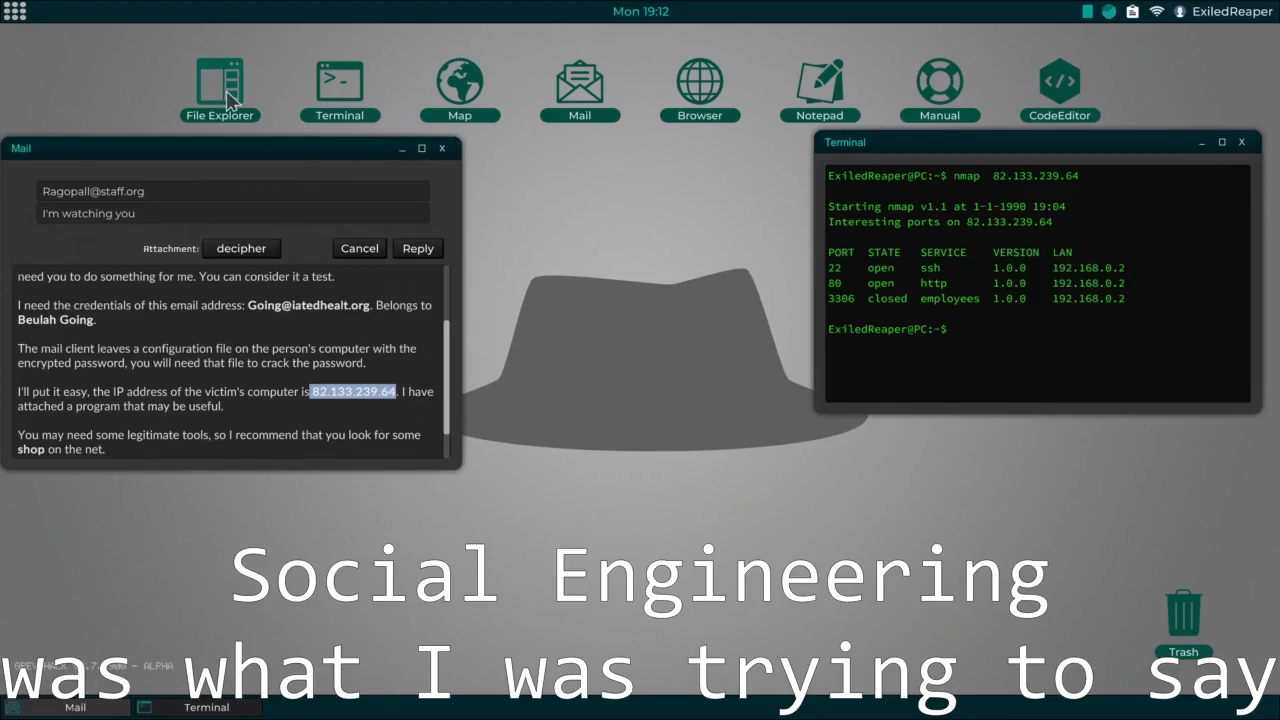 Mon 19:12
ExiledReaper
File Explorer
Terminal
Map
Mail
Browser
Notepad
Manual
CodeEditor
Mail
_ □ X
Ragopall@staff.org
I'm watching you
Attachment: decipher Cancel Reply
need you to do something for me. You can consider it a test.
I need the credentials of this email address: Going@iatedhealt.org. Belongs to
Beulah Going.
The mail client leaves a configuration file on the person's computer with the
encrypted password, you will need that file to crack the password.
I'll put it easy, the IP address of the victim's computer is 82.133.239.64. I have
attached a program that may be useful.
You may need some legitimate tools, so I recommend that you look for some
shop on the net.
Terminal
_ □ X
ExiledReaper@PC:~$ nmap 82.133.239.64
Starting nmap v1.1 at 1-1-1990 19:04
Interesting ports on 82.133.239.64
PORT STATE SERVICE VERSION LAN
22 open ssh 1.0.0 192.168.0.2
80 open http 1.0.0 192.168.0.2
3306 closed employees 1.0.0 192.168.0.2
ExiledReaper@PC:~$
Social Engineering
was what I was trying to say
- ALPHA
Trash
Mail
Terminal